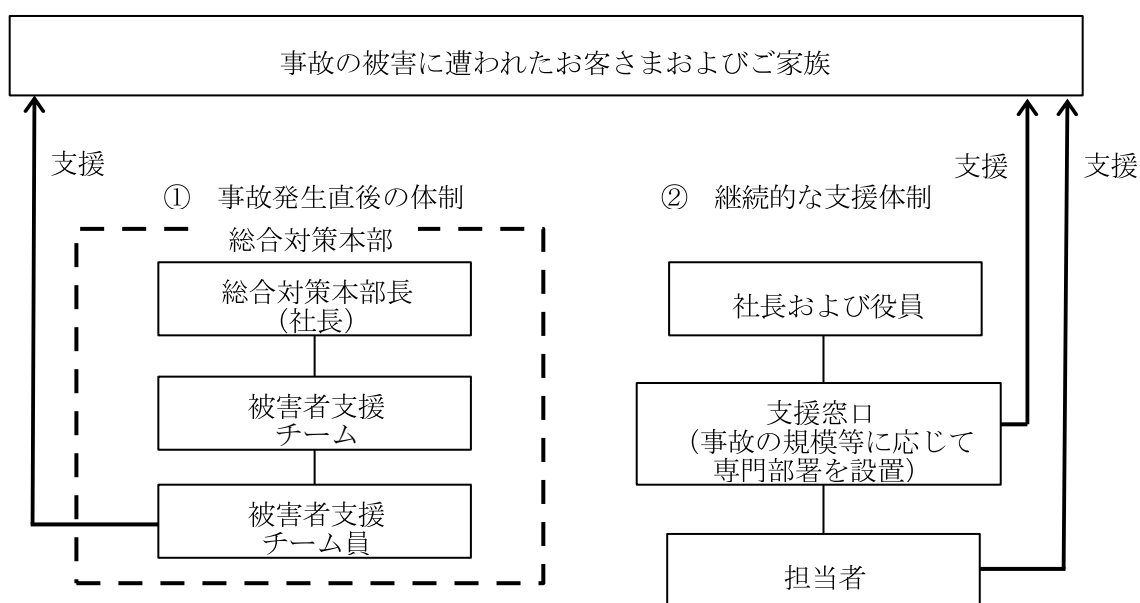 事故の被害に遭われたお客さまおよびご家族
支援
支援
支援
① 事故発生直後の体制
② 継続的な支援体制
総合対策本部
総合対策本部長
(社長)
被害者支援
チーム
被害者支援
チーム員
社長および役員
支援窓口
(事故の規模等に応じて
専門部署を設置)
担当者